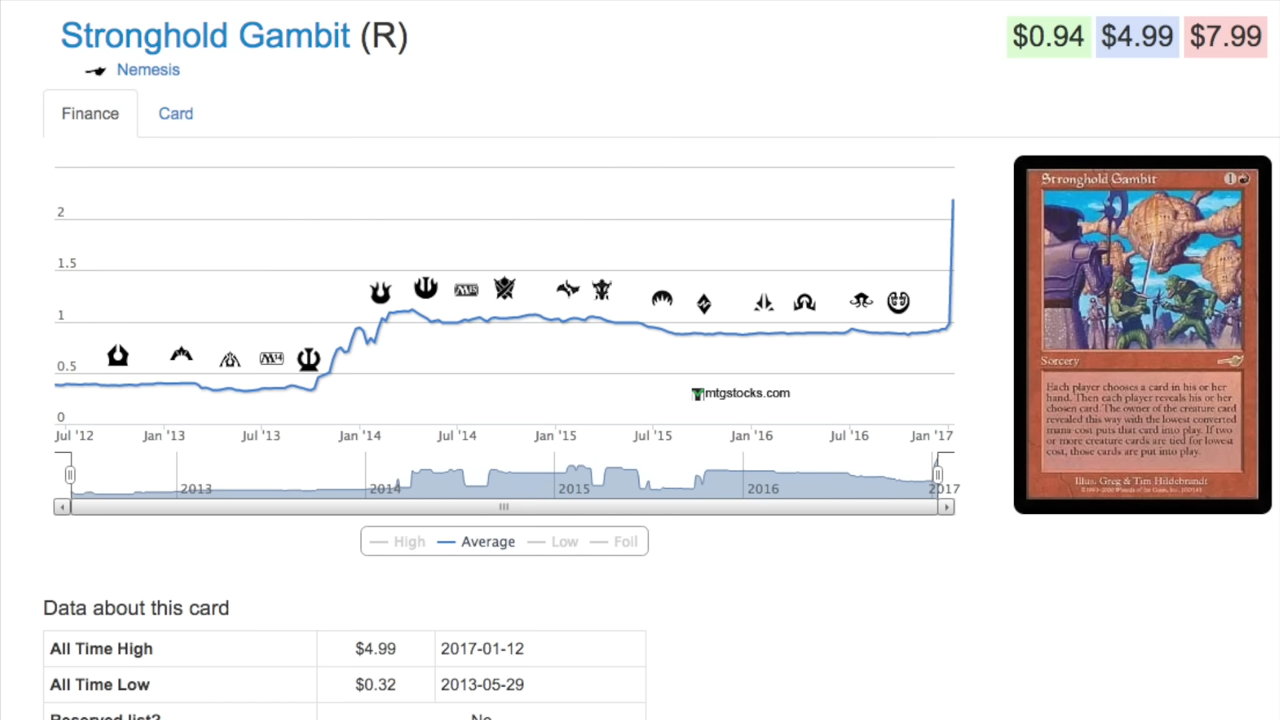 Stronghold Gambit (R)
$0.94 $4.99 $7.99
Nemesis
Finance Card
2
1.5
1
0.5
0
M15
M14
mtgstocks.com
Jul '12 Jan '13 Jul '13 Jan '14 Jul '14 Jan '15 Jul '15 Jan '16 Jul '16 Jan '17
2013 2014 2015 2016 2017
High Average Low Foil
Stronghold Gambit 1
Sorcery
Each player chooses a card in his or her
hand. Then each player reveals his or her
chosen card. The owner of the creature card
revealed this way with the lowest converted
mana cost puts that card into play. If two
or more creature cards are tied for lowest
cost, those cards are put into play.
Illus. Greg & Tim Hildebrandt
Data about this card
All Time High $4.99 2017-01-12
All Time Low $0.32 2013-05-29
Reserved list? No